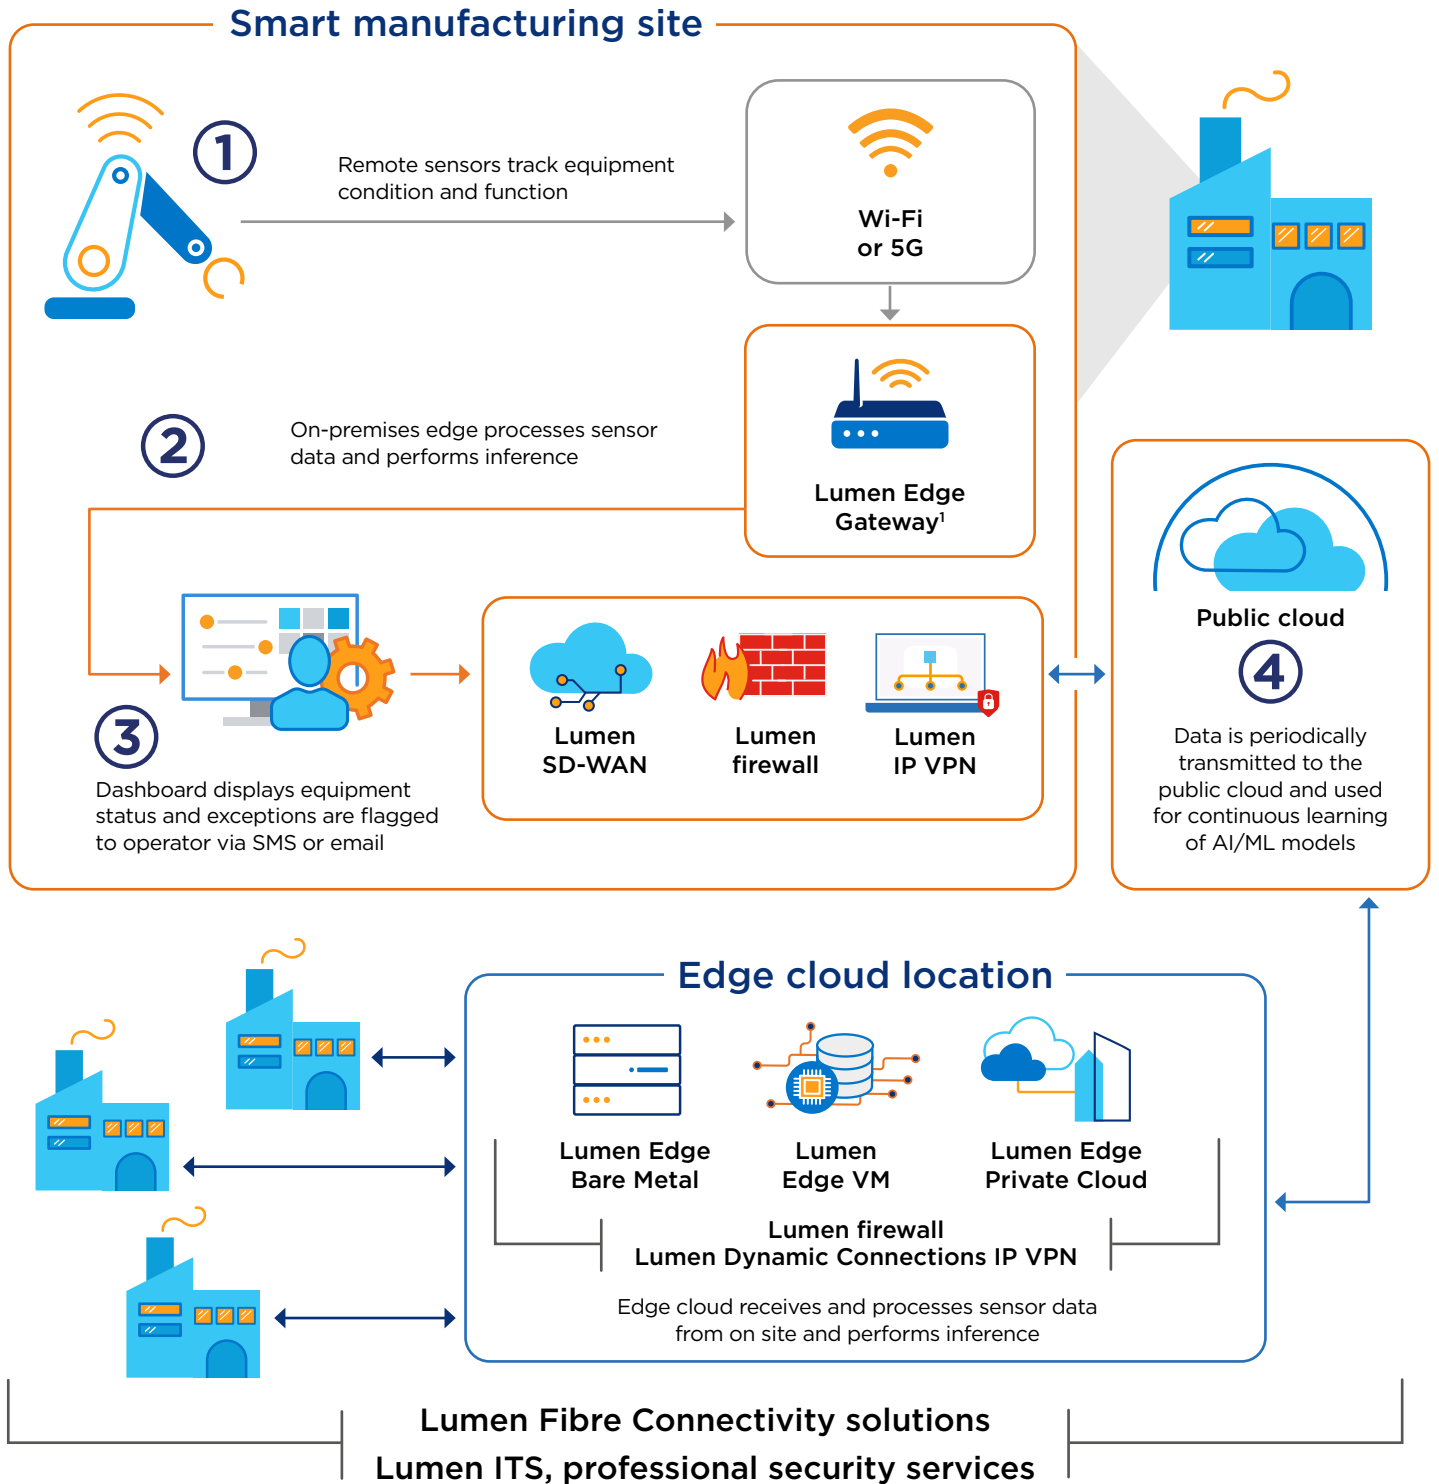 Smart manufacturing site
1
Remote sensors track equipment
condition and function
Wi-Fi
or 5G
2
On-premises edge processes sensor
data and performs inference
Lumen Edge
Gateway¹
3
Dashboard displays equipment
status and exceptions are flagged
to operator via SMS or email
Lumen
SD-WAN
Lumen
firewall
Lumen
IP VPN
Public cloud
4
Data is periodically
transmitted to the
public cloud and used
for continuous learning
of AI/ML models
Edge cloud location
Lumen Edge
Bare Metal
Lumen
Edge VM
Lumen Edge
Private Cloud
Lumen firewall
Lumen Dynamic Connections IP VPN
Edge cloud receives and processes sensor data
from on site and performs inference
Lumen Fibre Connectivity solutions
Lumen ITS, professional security services